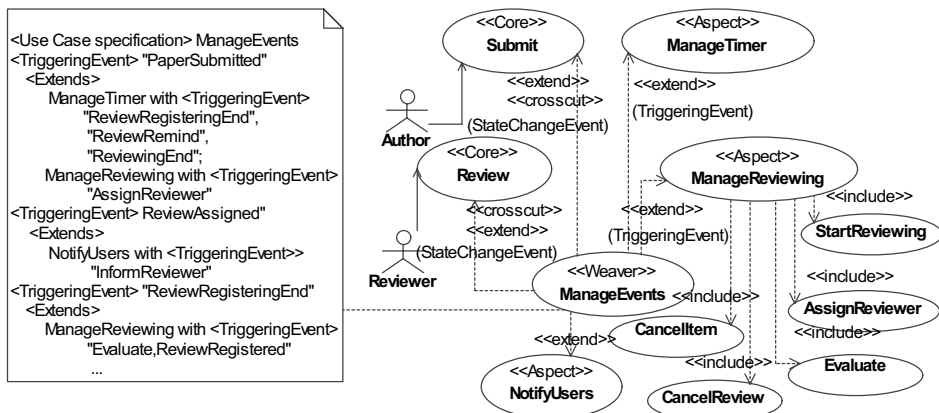 <Use Case specification> ManageEvents
<TriggeringEvent> "PaperSubmitted"
<Extends>
ManageTimer with <TriggeringEvent>
"ReviewRegisteringEnd",
"ReviewRemind",
"ReviewingEnd";
ManageReviewing with <TriggeringEvent>
"AssignReviewer"
<TriggeringEvent> ReviewAssigned"
<Extends>
NotifyUsers with <TriggeringEvent>>
"InformReviewer"
<TriggeringEvent> "ReviewRegisteringEnd"
<Extends>
ManageReviewing with <TriggeringEvent>
"Evaluate,ReviewRegistered"
...
<<Core>>
Submit
<<Aspect>>
ManageTimer
<<extend>>
<<crosscut>>
(StateChangeEvent)
<<extend>>
(TriggeringEvent)
Author
<<Core>>
Review
<<Aspect>>
ManageReviewing
<<crosscut>>
<<extend>>
(StateChangeEvent)
<<extend>>
(TriggeringEvent)
<<include>>
StartReviewing
Reviewer
<<Weaver>>
ManageEvents
<<include>>
AssignReviewer
<<include>>
CancelItem
<<include>>
Evaluate
<<extend>>
<<Aspect>>
NotifyUsers
<<include>>
CancelReview